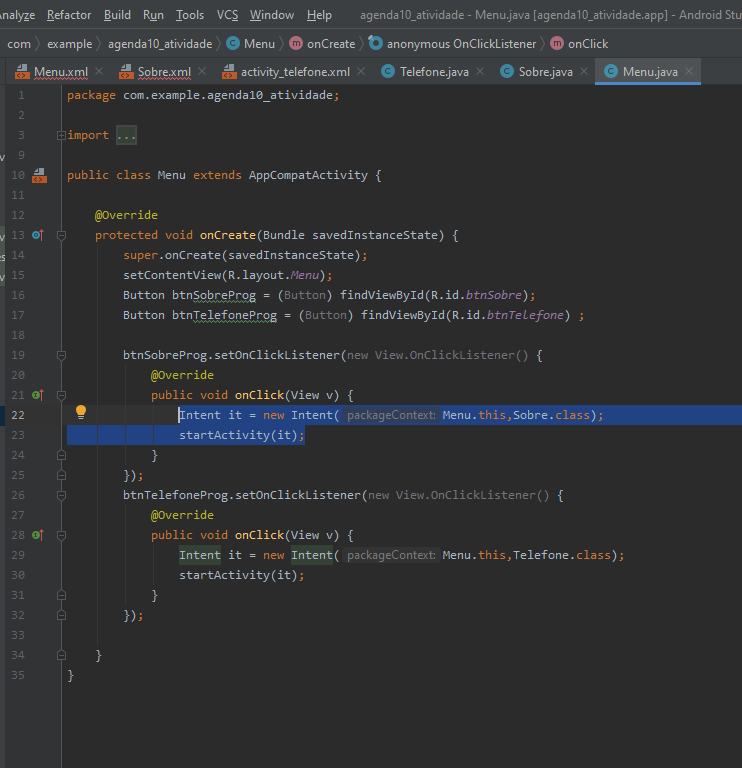 Analyze Refactor Build Run Tools VCS Window Help agenda10_atividade - Menu.java [agenda10_atividade.app] - Android Stu
com example agenda10_atividade Menu onCreate anonymous OnClickListener onClick
Menu.xml Sobre.xml activity_telefone.xml Telefone.java Sobre.java Menu.java
1 package com.example.agenda10_atividade;
2
3 import ...
9
10 public class Menu extends AppCompatActivity {
11
12 @Override
13 protected void onCreate(Bundle savedInstanceState) {
14 super.onCreate(savedInstanceState);
15 setContentView(R.layout.Menu);
16 Button btnSobreProg = (Button) findViewById(R.id.btnSobre);
17 Button btnTelefoneProg = (Button) findViewById(R.id.btnTelefone) ;
18
19 btnSobreProg.setOnClickListener(new View.OnClickListener() {
20 @Override
21 public void onClick(View v) {
22 Intent it = new Intent( packageContext: Menu.this,Sobre.class);
23 startActivity(it);
24 }
25 });
26 btnTelefoneProg.setOnClickListener(new View.OnClickListener() {
27 @Override
28 public void onClick(View v) {
29 Intent it = new Intent( packageContext: Menu.this,Telefone.class);
30 startActivity(it);
31 }
32 });
33
34 }
35 }